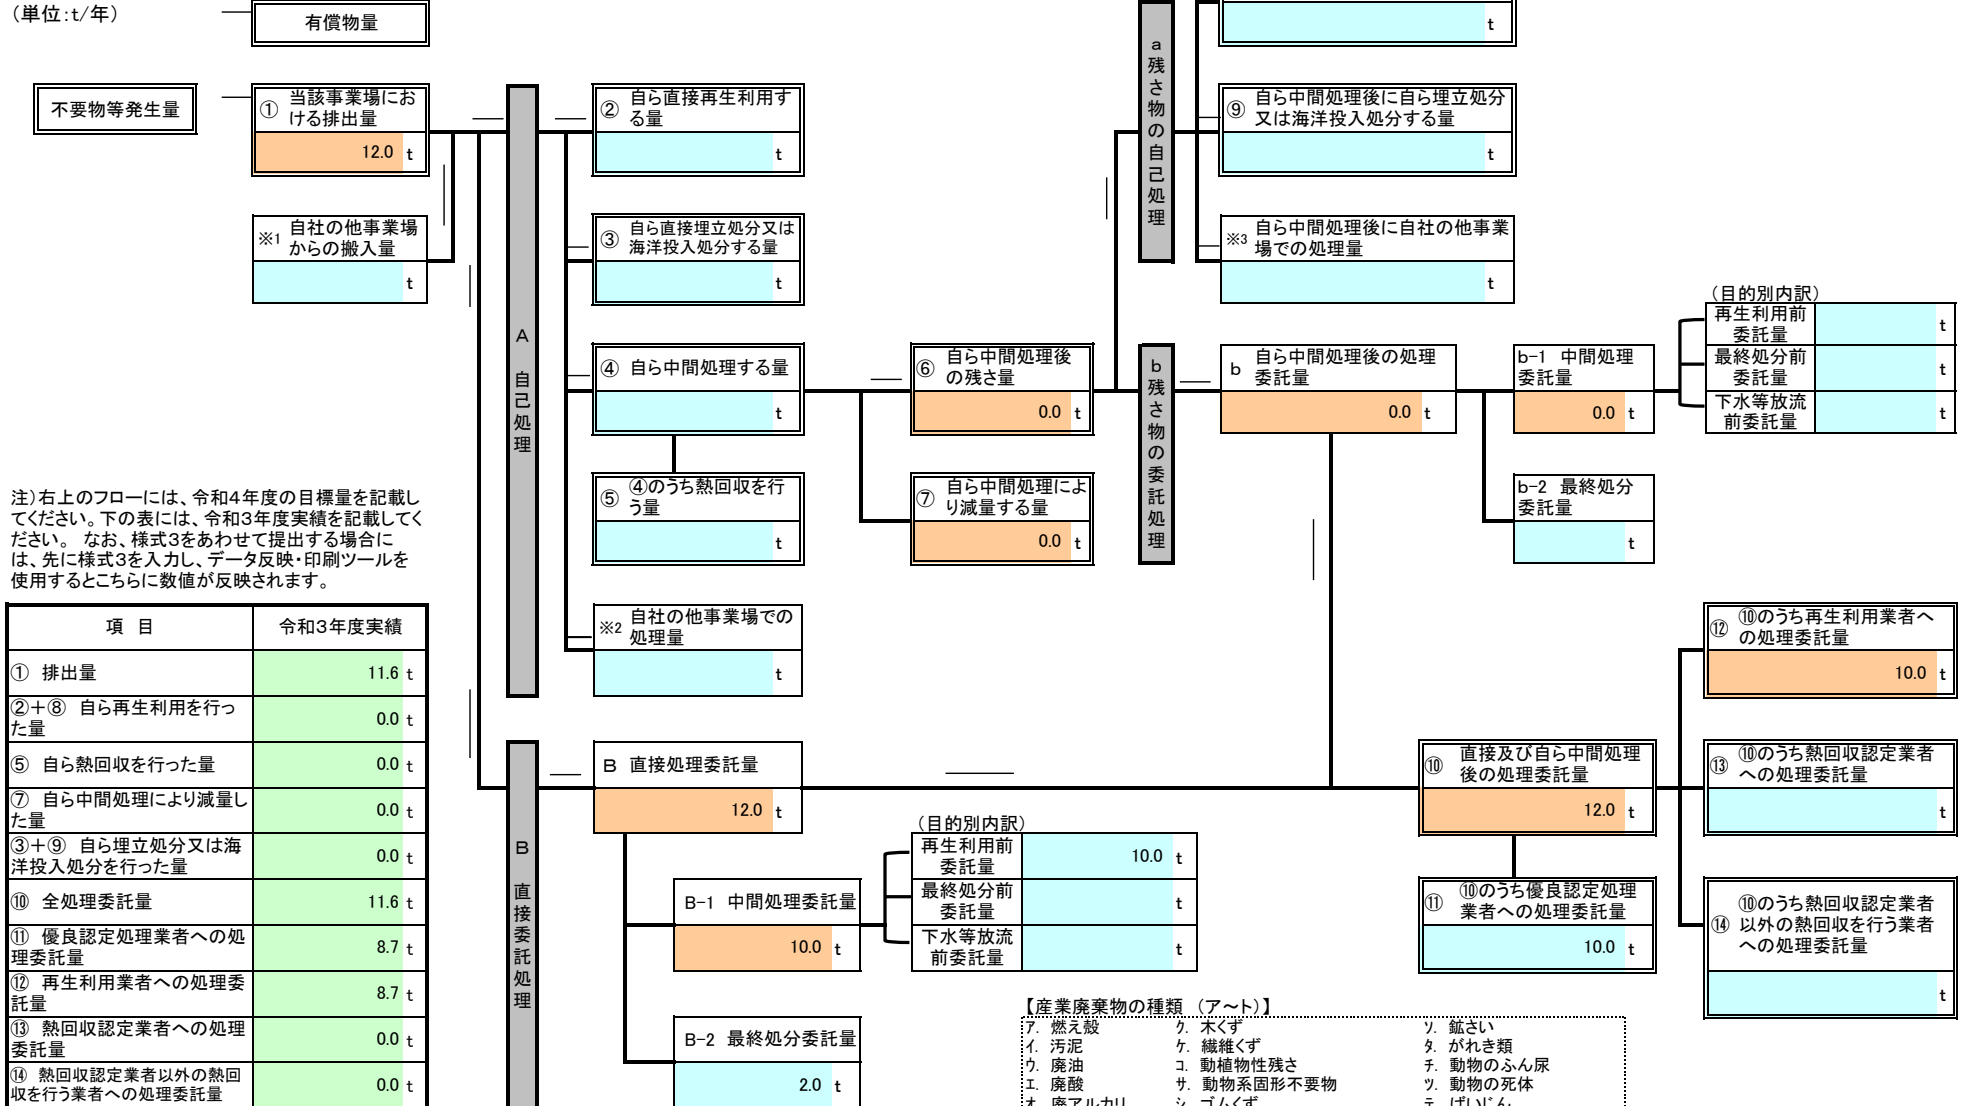 （単位：t/年）
有償物量
t
不要物等発生量
① 当該事業場にお
ける排出量
12.0 t
※1 自社の他事業場
からの搬入量
t
A 自己処理
② 自ら直接再生利用す
る量
t
③ 自ら直接埋立処分又は
海洋投入処分する量
t
④ 自ら中間処理する量
t
⑤ ④のうち熱回収を行
う量
t
※2 自社の他事業場での
処理量
t
⑥ 自ら中間処理後
の残さ量
0.0 t
⑦ 自ら中間処理によ
り減量する量
0.0 t
a残さ物の自己処理
⑨ 自ら中間処理後に自ら埋立処分
又は海洋投入処分する量
t
※3 自ら中間処理後に自社の他事業
場での処理量
t
b残さ物の委託処理
b 自ら中間処理後の処理
委託量
0.0 t
b-1 中間処理
委託量
0.0 t
b-2 最終処分
委託量
t
（目的別内訳）
再生利用前
委託量
t
最終処分前
委託量
t
下水等放流
前委託量
t
注）右上のフローには、令和４年度の目標量を記載し
てください。下の表には、令和３年度実績を記載してく
ださい。 なお、様式３をあわせて提出する場合に
は、先に様式３を入力し、データ反映・印刷ツールを
使用するとこちらに数値が反映されます。
項　目 令和３年度実績
① 排出量 11.6 t
②＋⑧ 自ら再生利用を行っ
た量 0.0 t
⑤ 自ら熱回収を行った量 0.0 t
⑦ 自ら中間処理により減量し
た量 0.0 t
③＋⑨ 自ら埋立処分又は海
洋投入処分を行った量 0.0 t
⑩ 全処理委託量 11.6 t
⑪ 優良認定処理業者への処
理委託量 8.7 t
⑫ 再生利用業者への処理委
託量 8.7 t
⑬ 熱回収認定業者への処理
委託量 0.0 t
⑭ 熱回収認定業者以外の熱回
収を行う業者への処理委託量 0.0 t
B 直接委託処理
B 直接処理委託量
12.0 t
B-1 中間処理委託量
10.0 t
B-2 最終処分委託量
2.0 t
（目的別内訳）
再生利用前
委託量
10.0 t
最終処分前
委託量
t
下水等放流
前委託量
t
⑩ 直接及び自ら中間処理
後の処理委託量
12.0 t
⑪ ⑩のうち優良認定処理
業者への処理委託量
10.0 t
⑫ ⑩のうち再生利用業者へ
の処理委託量
10.0 t
⑬ ⑩のうち熱回収認定業者
への処理委託量
t
⑭ ⑩のうち熱回収認定業者
以外の熱回収を行う業者
への処理委託量
t
【産業廃棄物の種類 （ア～ト）】
ア. 燃え殻 ク. 木くず ソ. 鉱さい
イ. 汚泥 ケ. 繊維くず タ. がれき類
ウ. 廃油 コ. 動植物性残さ チ. 動物のふん尿
エ. 廃酸 サ. 動物系固形不要物 ツ. 動物の死体
オ. 廃アルカリ シ. ゴムくず テ. ばいじん